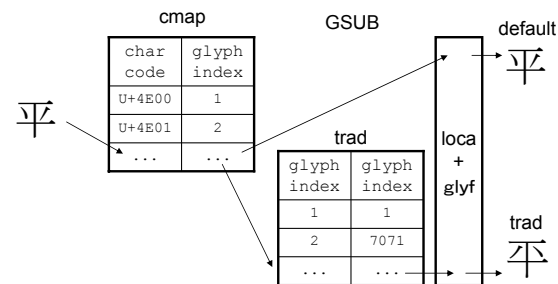 cmap
GSUB
default
char code
glyph index
平
U+4E00
1
平
U+4E01
2
...
...
trad
loca + glyf
glyph index
glyph index
1
1
trad
2
7071
平
...
...